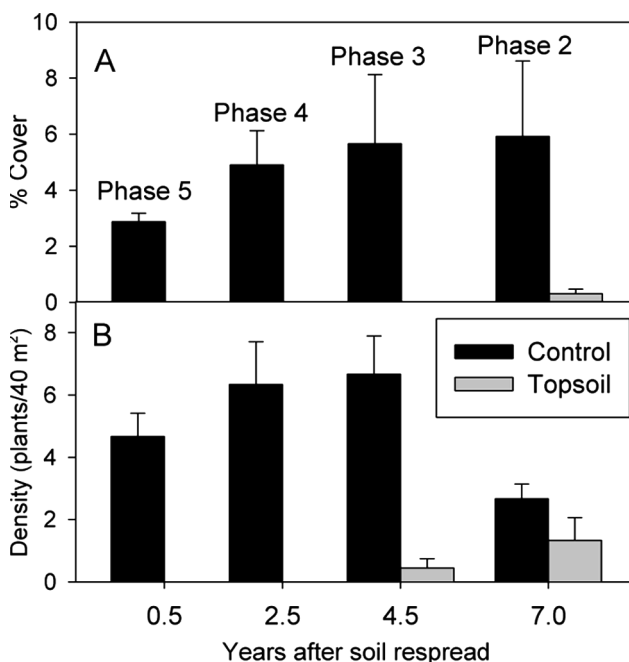 10
8
6
4
2
0
% Cover
A
Phase 5
Phase 4
Phase 3
Phase 2
8
6
4
2
0
Density (plants/40 m²)
B
Control
Topsoil
0.5 2.5 4.5 7.0
Years after soil respread